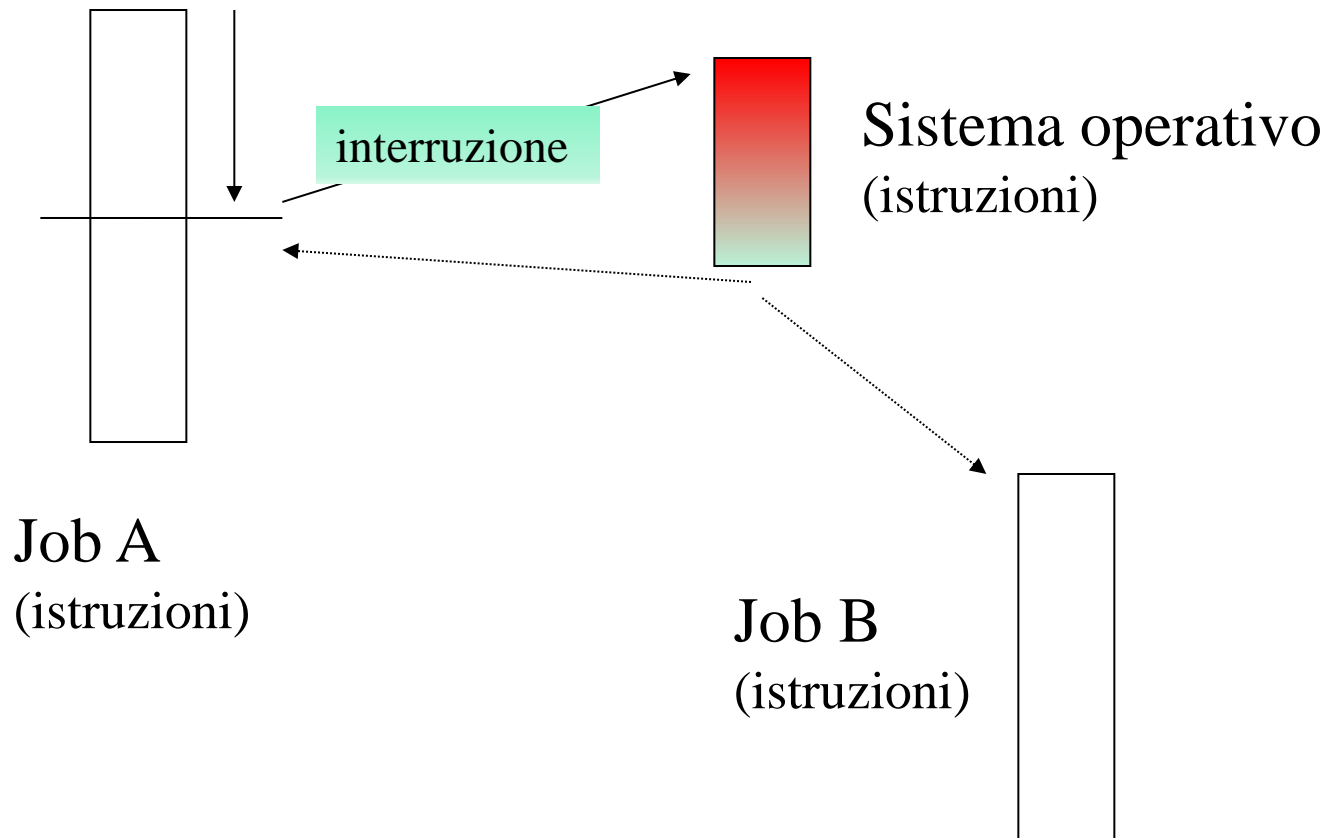 interruzione
Sistema operativo
(istruzioni)
Job A
(istruzioni)
Job B
(istruzioni)